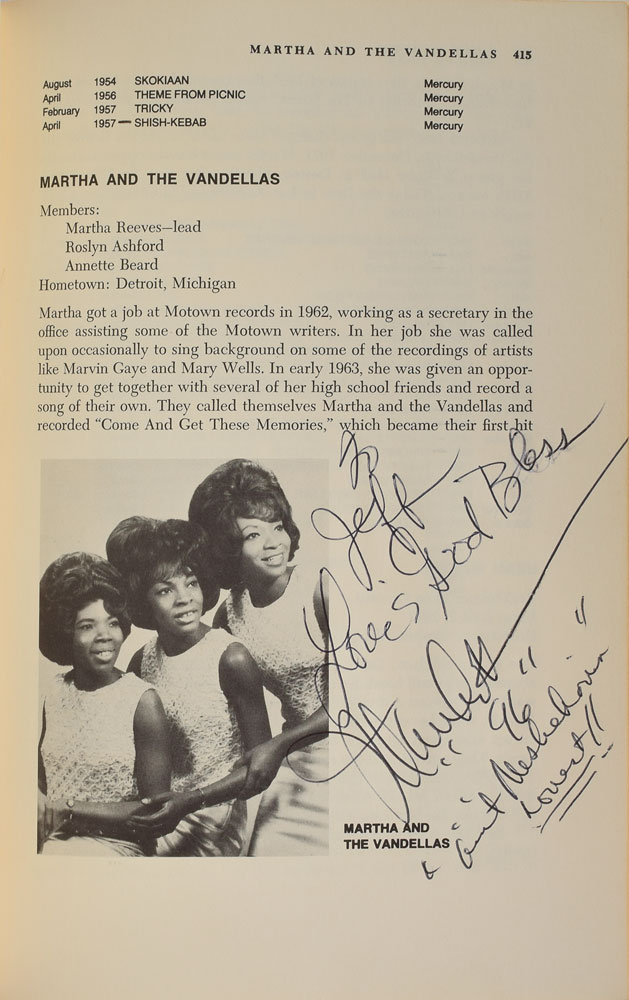 MARTHA AND THE VANDELLAS 415
August 1954 SKOKIAAN Mercury
April 1956 THEME FROM PICNIC Mercury
February 1957 TRICKY Mercury
April 1957 — SHISH-KEBAB Mercury
MARTHA AND THE VANDELLAS
Members:
Martha Reeves—lead
Roslyn Ashford
Annette Beard
Hometown: Detroit, Michigan
Martha got a job at Motown records in 1962, working as a secretary in the
office assisting some of the Motown writers. In her job she was called
upon occasionally to sing background on some of the recordings of artists
like Marvin Gaye and Mary Wells. In early 1963, she was given an oppor-
tunity to get together with several of her high school friends and record a
song of their own. They called themselves Martha and the Vandellas and
recorded “Come And Get These Memories,” which became their first hit
To
Jeff
Love's God Bless
"96"
MARTHA AND
THE VANDELLAS